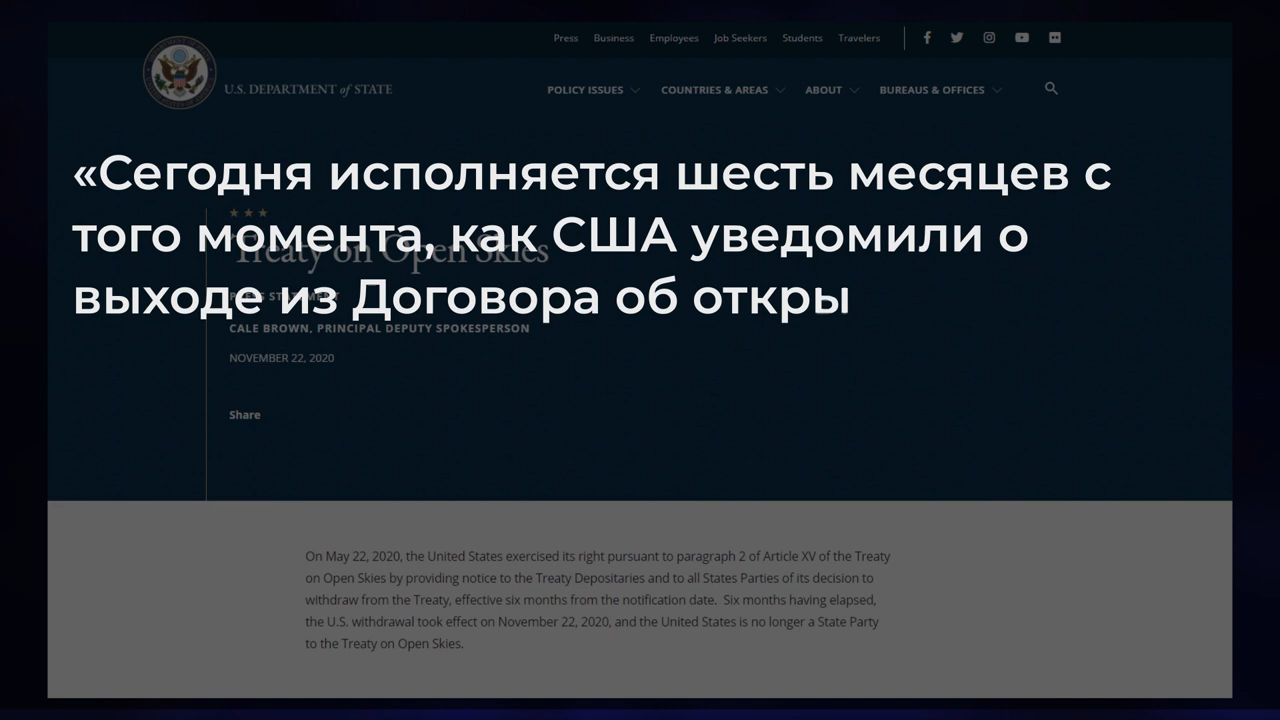 Press Business Employees Job Seekers Students Travelers
U.S. DEPARTMENT of STATE
POLICY ISSUES COUNTRIES & AREAS ABOUT BUREAUS & OFFICES
«Сегодня исполняется шесть месяцев с
того момента, как США уведомили о
выходе из Договора об откры
Treaty on Open Skies
PRESS STATEMENT
CALE BROWN, PRINCIPAL DEPUTY SPOKESPERSON
NOVEMBER 22, 2020
Share
On May 22, 2020, the United States exercised its right pursuant to paragraph 2 of Article XV of the Treaty
on Open Skies by providing notice to the Treaty Depositaries and to all States Parties of its decision to
withdraw from the Treaty, effective six months from the notification date.  Six months having elapsed,
the U.S. withdrawal took effect on November 22, 2020, and the United States is no longer a State Party
to the Treaty on Open Skies.